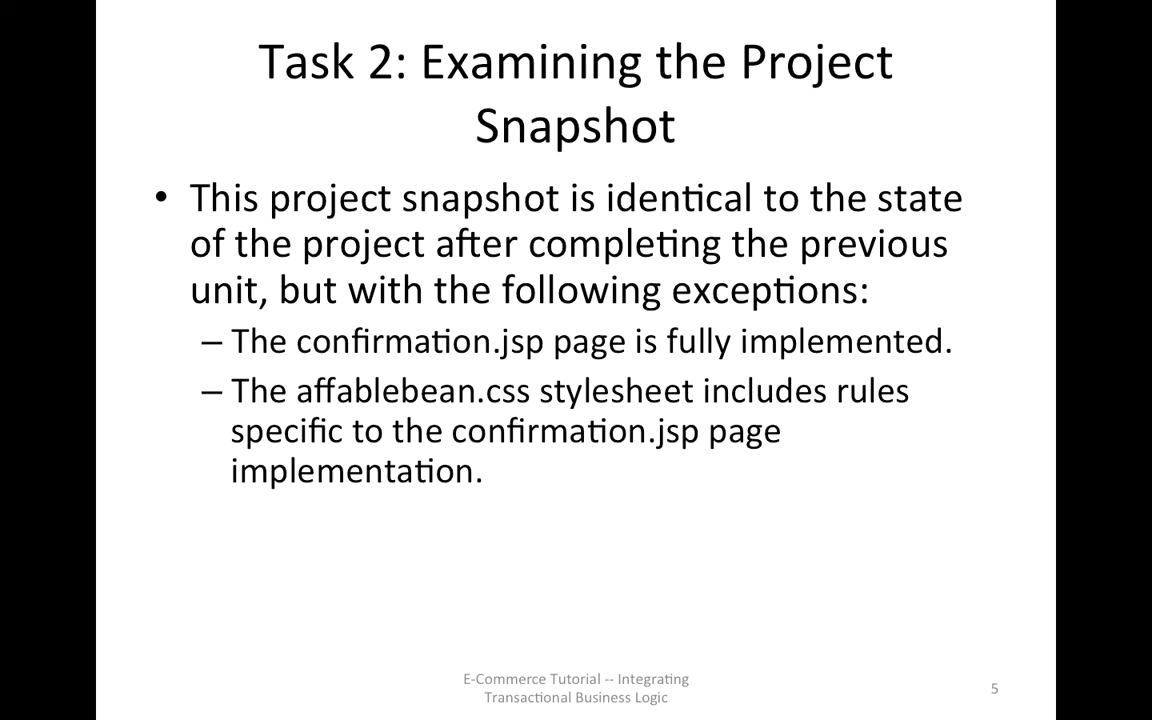 Task 2: Examining the Project
Snapshot
• This project snapshot is identical to the state
of the project after completing the previous
unit, but with the following exceptions:
– The confirmation.jsp page is fully implemented.
– The affablebean.css stylesheet includes rules
specific to the confirmation.jsp page
implementation.
E-Commerce Tutorial -- Integrating
Transactional Business Logic
5